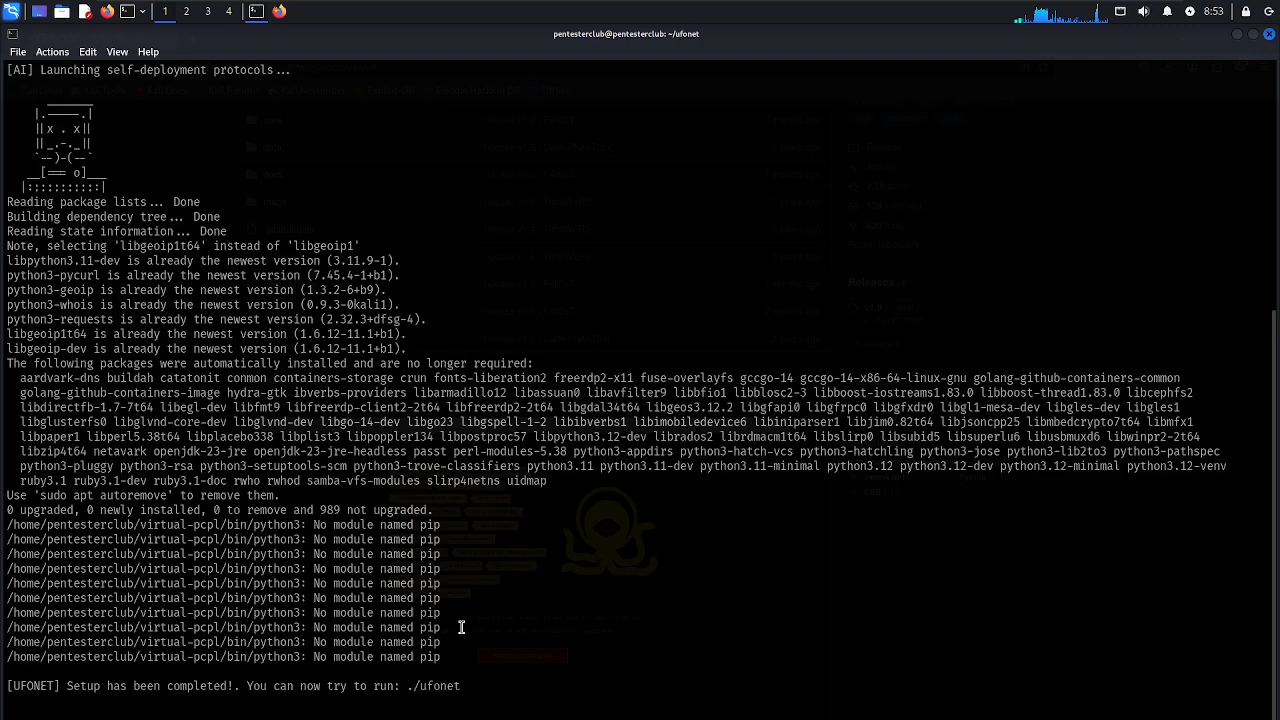 1 2 3 4
8:53
pentesterclub@pentesterclub: ~/ufonet
File Actions Edit View Help
[AI] Launching self-deployment protocols...
Reading package lists... Done
Building dependency tree... Done
Reading state information... Done
Note, selecting 'libgeoip1t64' instead of 'libgeoip1'
libpython3.11-dev is already the newest version (3.11.9-1).
python3-pycurl is already the newest version (7.45.4-1+b1).
python3-geoip is already the newest version (1.3.2-6+b9).
python3-whois is already the newest version (0.9.3-0kali1).
python3-requests is already the newest version (2.32.3+dfsg-4).
libgeoip1t64 is already the newest version (1.6.12-11.1+b1).
libgeoip-dev is already the newest version (1.6.12-11.1+b1).
The following packages were automatically installed and are no longer required:
aardvark-dns buildah catatonit common containers-storage crun fonts-liberation2 freerdp2-x11 fuse-overlayfs gccgo-14 gccgo-14-x86-64-linux-gnu golang-github-containers-common
golang-github-containers-image hydra-gtk ibverbs-providers libarmadillo12 libassuan0 libavfilter9 libbfio1 libblosc2-3 libboost-iostreams1.83.0 libboost-thread1.83.0 libcephfs2
libdirectfb-1.7-7t64 libegl-dev libfmt9 libfreerdp-client2-2t64 libfreerdp2-2t64 libgdal34t64 libgeos3.12.2 libgfapi0 libgfrpc0 libgfxdr0 libgl1-mesa-dev libgles-dev libgles1
libglusterfs0 libglvnd-core-dev libglvnd-dev libgo-14-dev libgo23 libgspell-1-2 libibverbs1 libimobiledevice6 libiniparser1 libjim0.82t64 libjsoncpp25 libmbedcrypto7t64 libmfx1
libpaper1 libperl5.38t64 libplacebo338 libplist3 libpoppler134 libpostproc57 libpython3.12-dev librados2 librdmacm1t64 libslirp0 libsubid5 libsuperlu6 libusbmuxd6 libwinpr2-2t64
libzip4t64 netavark openjdk-23-jre openjdk-23-jre-headless passt perl-modules-5.38 python3-appdirs python3-hatch-vcs python3-hatchling python3-jose python3-lib2to3 python3-pathspec
python3-pluggy python3-rsa python3-setuptools-scm python3-trove-classifiers python3.11 python3.11-dev python3.11-minimal python3.12 python3.12-dev python3.12-minimal python3.12-venv
ruby3.1 ruby3.1-dev ruby3.1-doc rwho rwhod samba-vfs-modules slirp4netns uidmap
Use 'sudo apt autoremove' to remove them.
0 upgraded, 0 newly installed, 0 to remove and 989 not upgraded.
/home/pentesterclub/virtual-pcpl/bin/python3: No module named pip
/home/pentesterclub/virtual-pcpl/bin/python3: No module named pip
/home/pentesterclub/virtual-pcpl/bin/python3: No module named pip
/home/pentesterclub/virtual-pcpl/bin/python3: No module named pip
/home/pentesterclub/virtual-pcpl/bin/python3: No module named pip
/home/pentesterclub/virtual-pcpl/bin/python3: No module named pip
/home/pentesterclub/virtual-pcpl/bin/python3: No module named pip
/home/pentesterclub/virtual-pcpl/bin/python3: No module named pip
/home/pentesterclub/virtual-pcpl/bin/python3: No module named pip
/home/pentesterclub/virtual-pcpl/bin/python3: No module named pip
[UFONET] Setup has been completed!. You can now try to run: ./ufonet